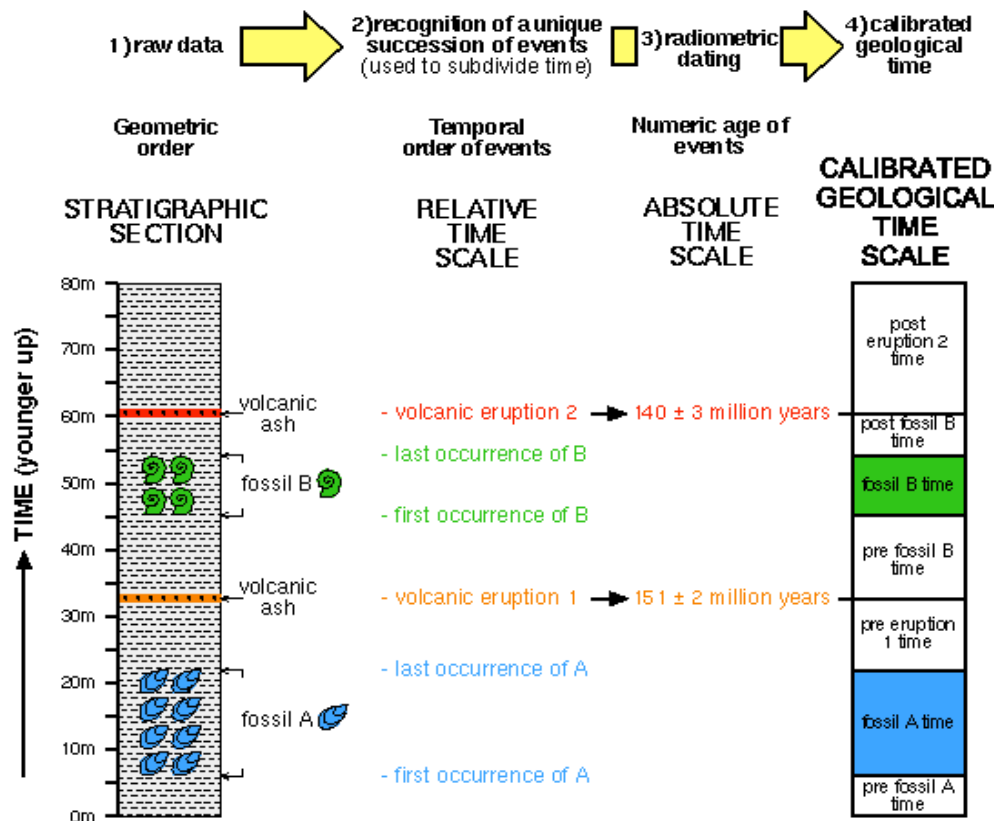 1) raw data
2) recognition of a unique
succession of events
(used to subdivide time)
3) radiometric
dating
4) calibrated
geological
time
Geometric
order
Temporal
order of events
Numeric age of
events
STRATIGRAPHIC
SECTION
RELATIVE
TIME
SCALE
ABSOLUTE
TIME
SCALE
CALIBRATED
GEOLOGICAL
TIME
SCALE
TIME (younger up)
80m
70m
60m
50m
40m
30m
20m
10m
0m
volcanic
ash
fossil B
volcanic
ash
fossil A
- volcanic eruption 2
- last occurrence of B
- first occurrence of B
- volcanic eruption 1
- last occurrence of A
- first occurrence of A
140 ± 3 million years
151 ± 2 million years
post
eruption 2
time
post fossil B
time
fossil B time
pre fossil B
time
pre eruption
1 time
fossil A time
pre fossil A
time